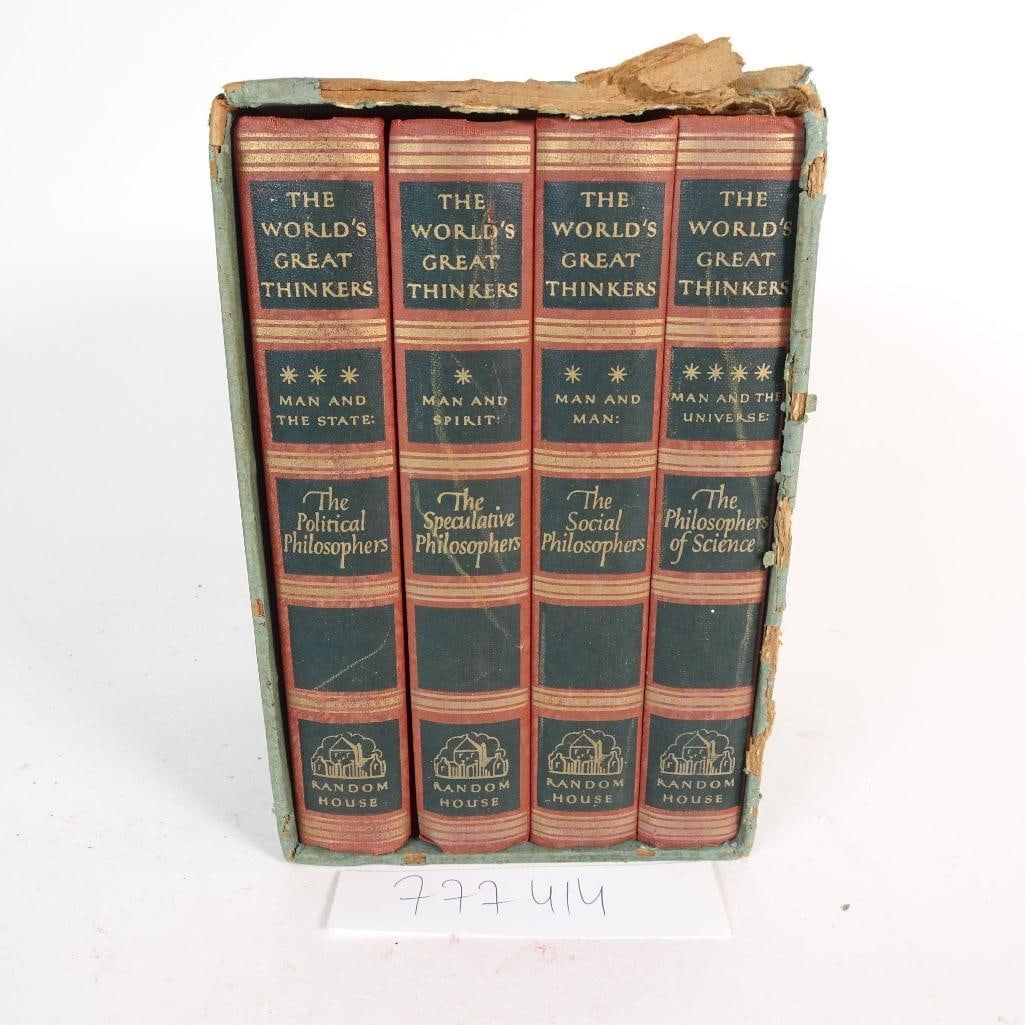 THE
WORLD'S
GREAT
THINKERS
***
MAN AND
THE STATE:
The
Political
Philosophers
RANDOM
HOUSE
THE
WORLD'S
GREAT
THINKERS
*
MAN AND
SPIRIT:
The
Speculative
Philosophers
RANDOM
HOUSE
THE
WORLD'S
GREAT
THINKERS
**
MAN AND
MAN:
The
Social
Philosophers
RANDOM
HOUSE
THE
WORLD'S
GREAT
THINKERS
****
MAN AND THE
UNIVERSE:
The
Philosophers
of Science
RANDOM
HOUSE
777414